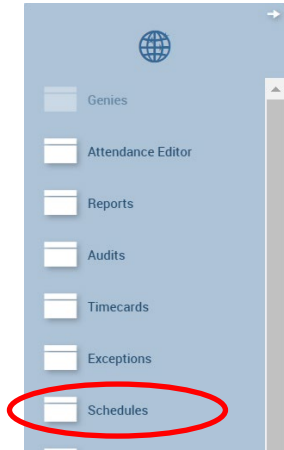 Genies
Attendance Editor
Reports
Audits
Timecards
Exceptions
Schedules